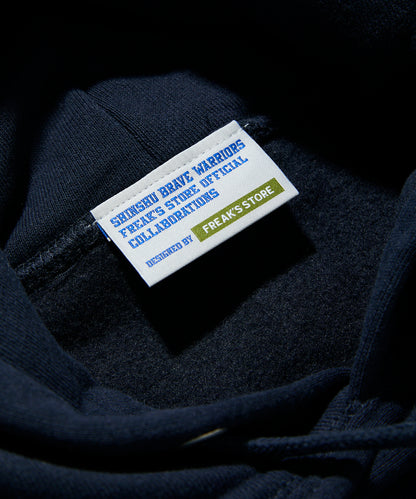 SHINSHU BRAVE WARRIORS
FREAK'S STORE OFFICIAL
COLLABORATIONS
DESIGNED BY FREAK'S STORE